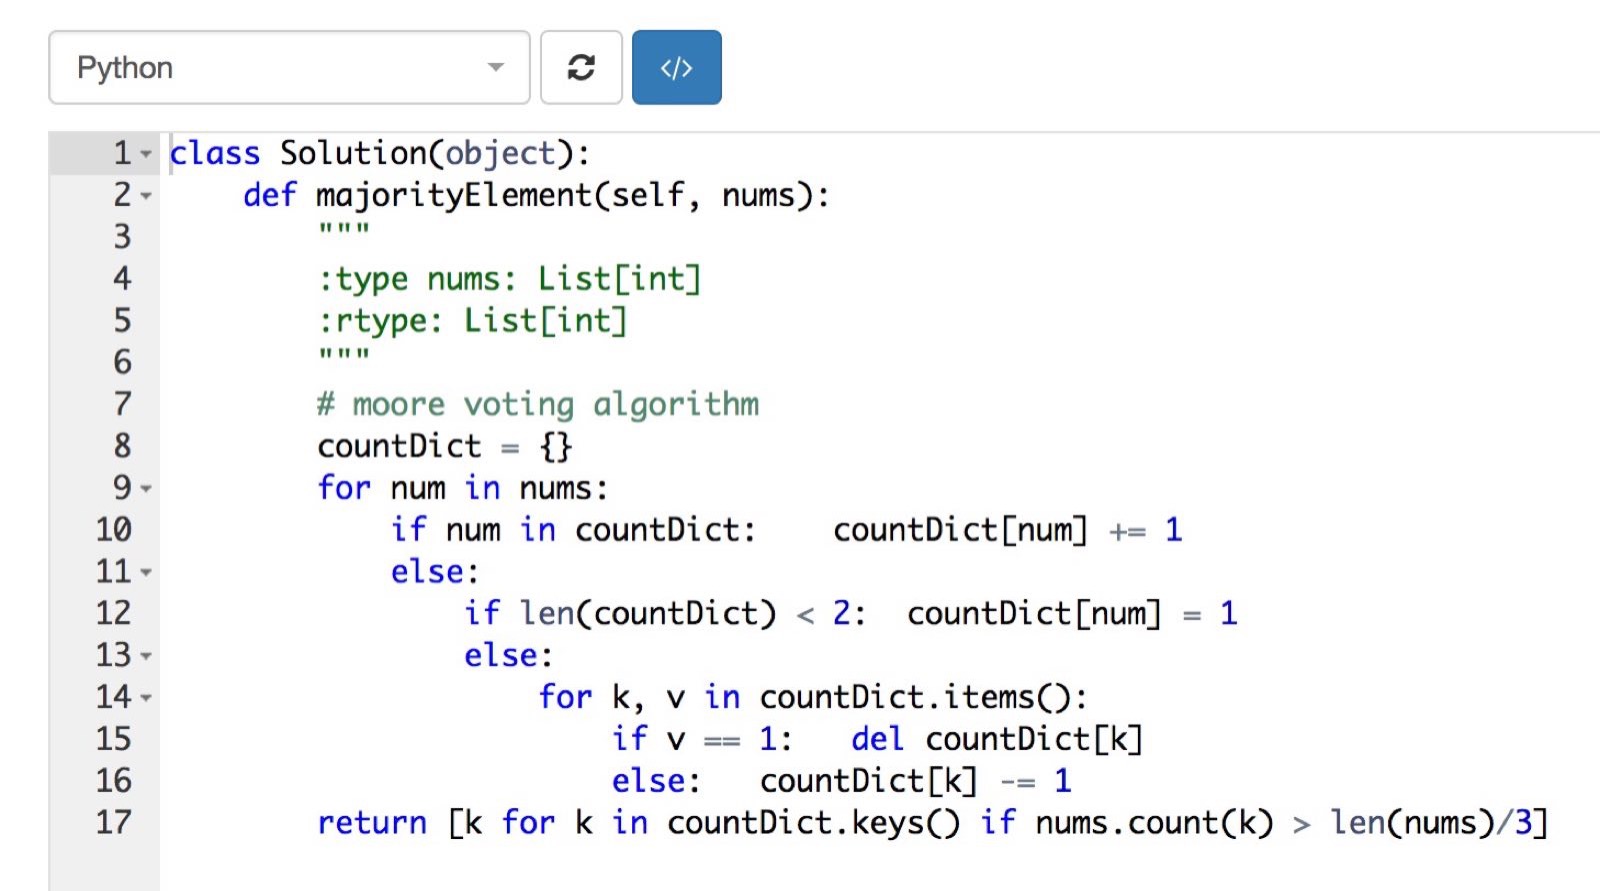 Python
</>
1 class Solution(object):
2     def majorityElement(self, nums):
3         """
4         :type nums: List[int]
5         :rtype: List[int]
6         """
7         # moore voting algorithm
8         countDict = {}
9         for num in nums:
10             if num in countDict:    countDict[num] += 1
11             else:
12                 if len(countDict) < 2:  countDict[num] = 1
13                 else:
14                     for k, v in countDict.items():
15                         if v == 1:   del countDict[k]
16                         else:   countDict[k] -= 1
17         return [k for k in countDict.keys() if nums.count(k) > len(nums)/3]